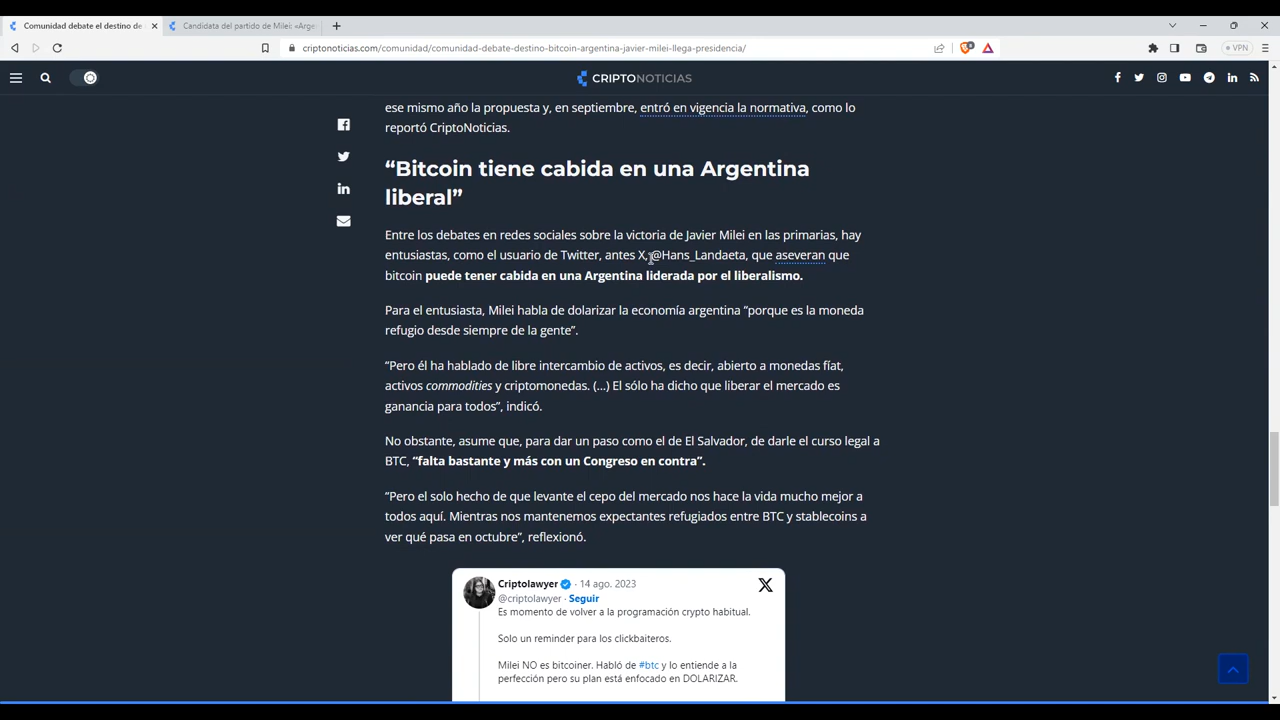 Comunidad debate el destino de
Candidata del partido de Milei: «Arge
criptonoticias.com/comunidad/comunidad-debate-destino-bitcoin-argentina-javier-milei-llega-presidencia/
VPN
CRIPTONOTICIAS
ese mismo año la propuesta y, en septiembre, entró en vigencia la normativa, como lo
reportó CriptoNoticias.
“Bitcoin tiene cabida en una Argentina
liberal”
Entre los debates en redes sociales sobre la victoria de Javier Milei en las primarias, hay
entusiastas, como el usuario de Twitter, antes X, @Hans_Landaeta, que aseveran que
bitcoin puede tener cabida en una Argentina liderada por el liberalismo.
Para el entusiasta, Milei habla de dolarizar la economía argentina “porque es la moneda
refugio desde siempre de la gente”.
“Pero él ha hablado de libre intercambio de activos, es decir, abierto a monedas fíat,
activos commodities y criptomonedas. (…) El sólo ha dicho que liberar el mercado es
ganancia para todos”, indicó.
No obstante, asume que, para dar un paso como el de El Salvador, de darle el curso legal a
BTC, “falta bastante y más con un Congreso en contra”.
“Pero el solo hecho de que levante el cepo del mercado nos hace la vida mucho mejor a
todos aquí. Mientras nos mantenemos expectantes refugiados entre BTC y stablecoins a
ver qué pasa en octubre”, reflexionó.
Criptolawyer · 14 ago. 2023
@criptolawyer · Seguir
Es momento de volver a la programación crypto habitual.
Solo un reminder para los clickbaiteros.
Milei NO es bitcoiner. Habló de #btc y lo entiende a la
perfección pero su plan está enfocado en DOLARIZAR.